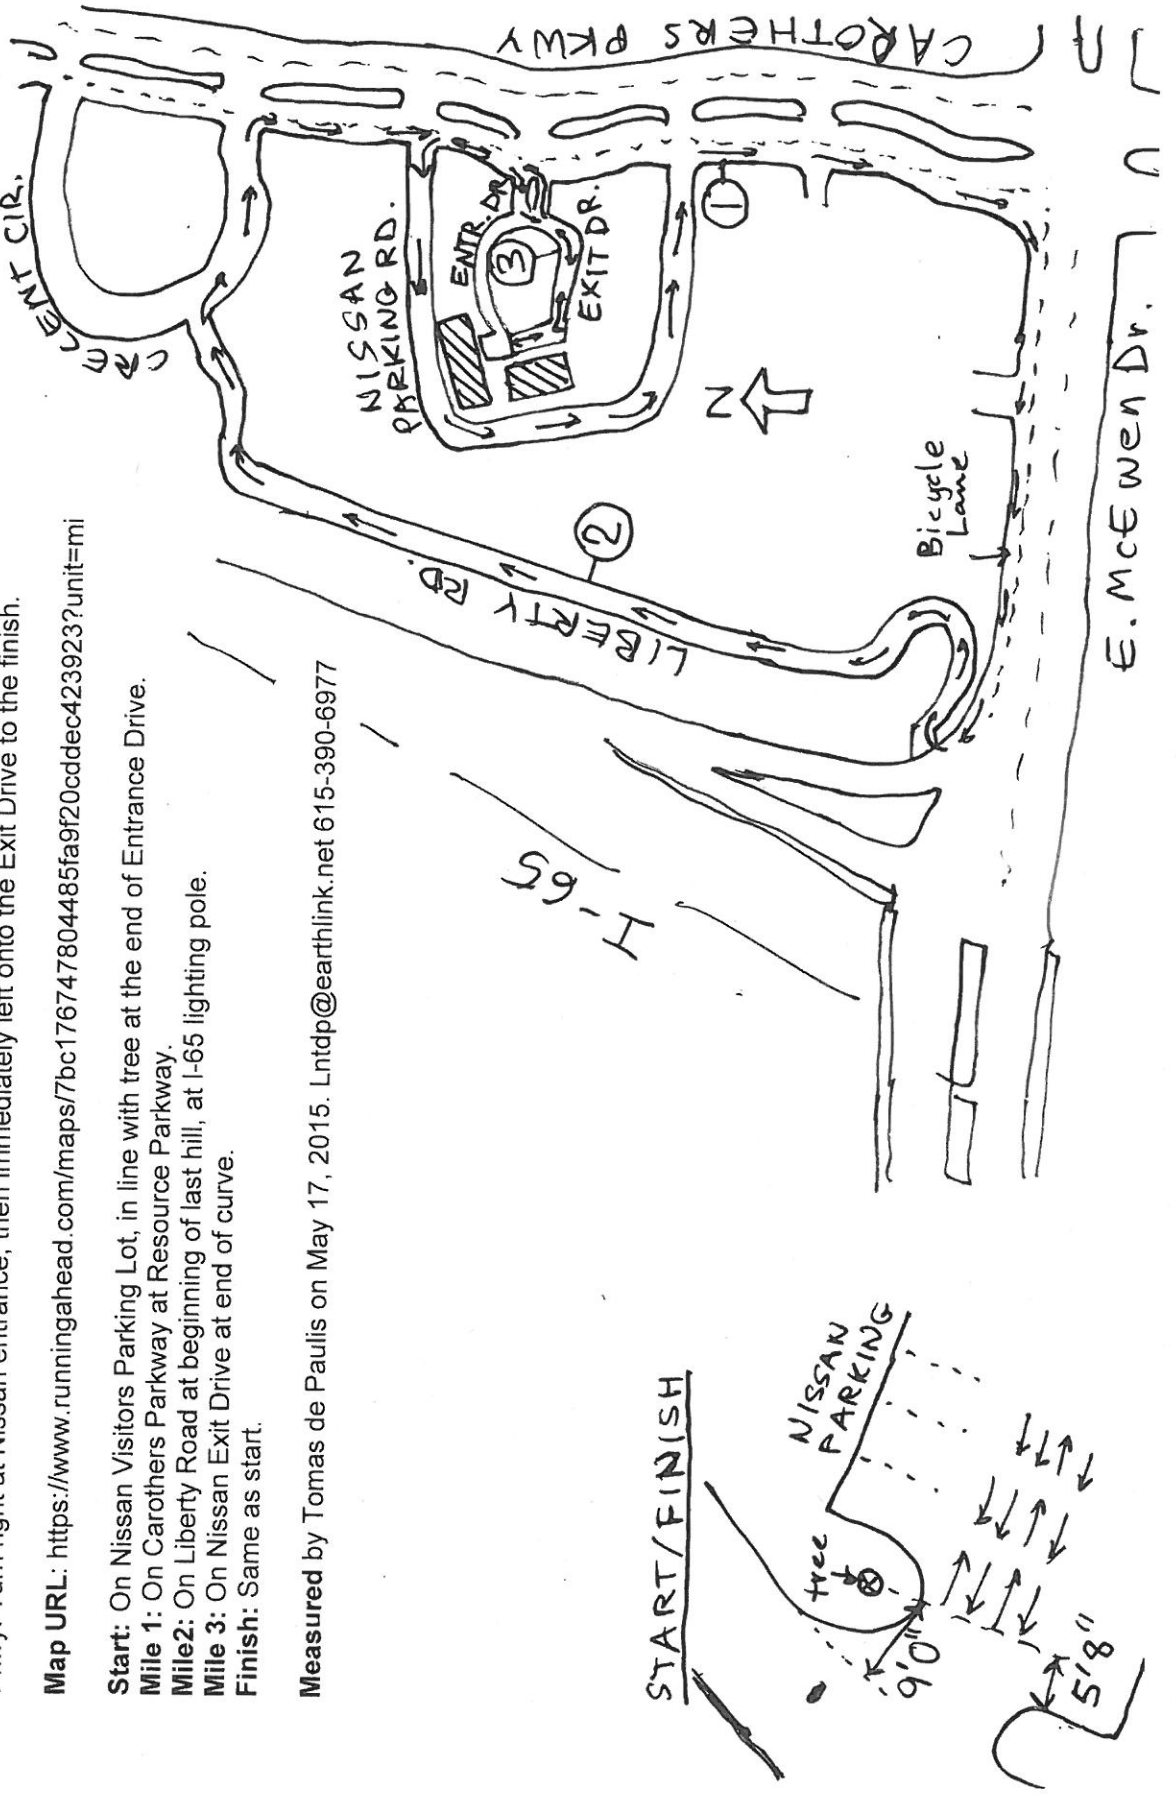 Turn right at Nissan entrance, then immediately left onto the Exit Drive to the finish.
Map URL: https://www.runningahead.com/maps/7bc17674780448​5fa9f20cddec423923?unit=mi
Start: On Nissan Visitors Parking Lot, in line with tree at the end of Entrance Drive.
Mile 1: On Carothers Parkway at Resource Parkway.
Mile2: On Liberty Road at beginning of last hill, at I-65 lighting pole.
Mile 3: On Nissan Exit Drive at end of curve.
Finish: Same as start.
Measured by Tomas de Paulis on May 17, 2015. Lntdp@earthlink.net 615-390-6977
START/FINISH
tree
NISSAN
PARKING
9'0"
5'8"
I-65
LIBERTY RD.
2
CRECENT CIR.
NISSAN
PARKING RD.
ENTR. DR
3
EXIT DR.
N
1
Bicycle
Lane
E. McEwen Dr.
CAROTHERS PKWY